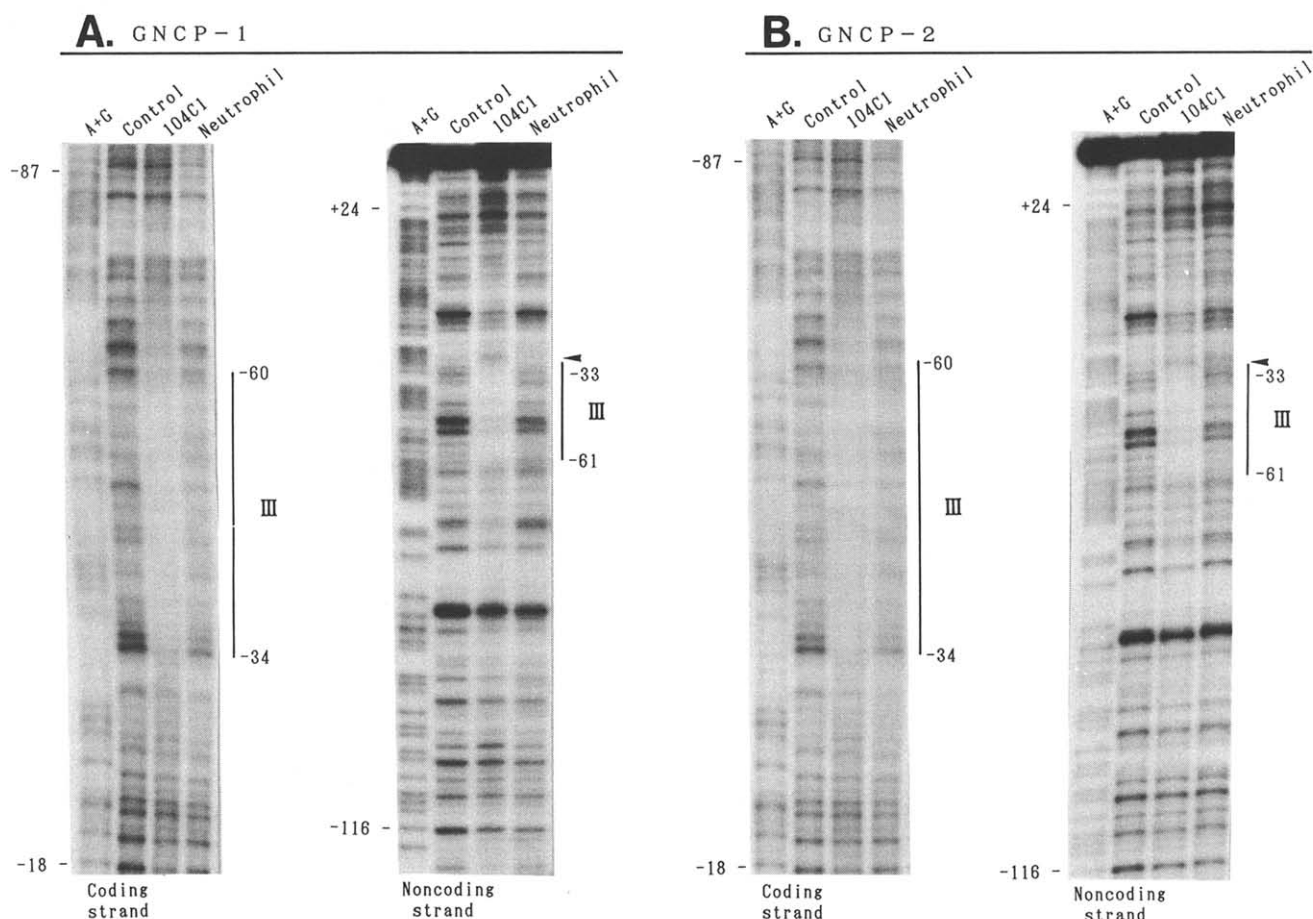 A. GNCP-1
A+G Control 104C1 Neutrophil
-87
-60
III
-34
-18
Coding
strand
A+G Control 104C1 Neutrophil
+24
-33
III
-61
-116
Noncoding
strand
B. GNCP-2
A+G Control 104C1 Neutrophil
-87
-60
III
-34
-18
Coding
strand
A+G Control 104C1 Neutrophil
+24
-33
III
-61
-116
Noncoding
strand